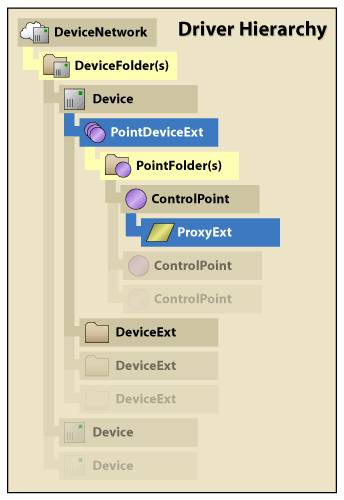 Driver Hierarchy
DeviceNetwork
DeviceFolder(s)
Device
PointDeviceExt
PointFolder(s)
ControlPoint
ProxyExt
ControlPoint
ControlPoint
DeviceExt
DeviceExt
DeviceExt
Device
Device